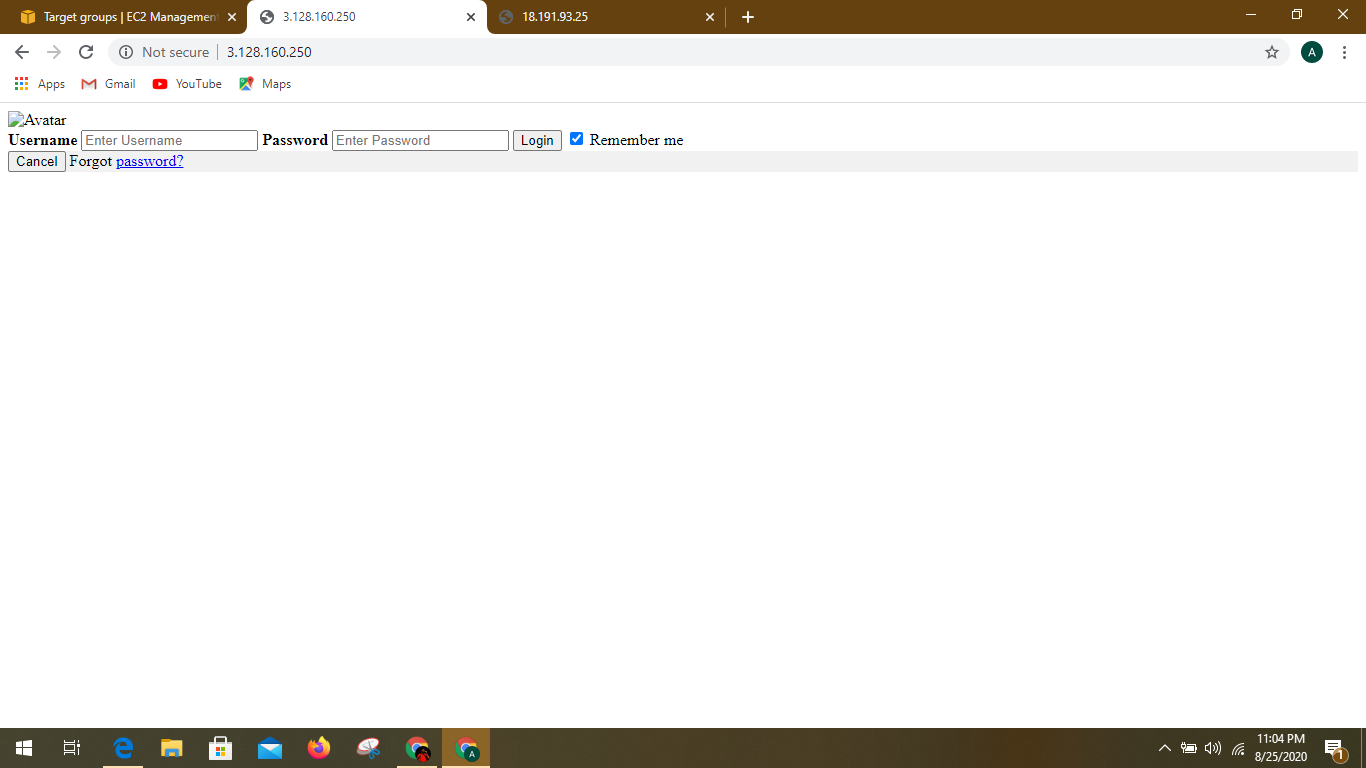 Target groups | EC2 Management
3.128.160.250
18.191.93.25
Not secure | 3.128.160.250
A
Apps Gmail YouTube Maps
Avatar
Username Enter Username Password Enter Password Login Remember me
Cancel Forgot password?
A
11:04 PM
8/25/2020
1